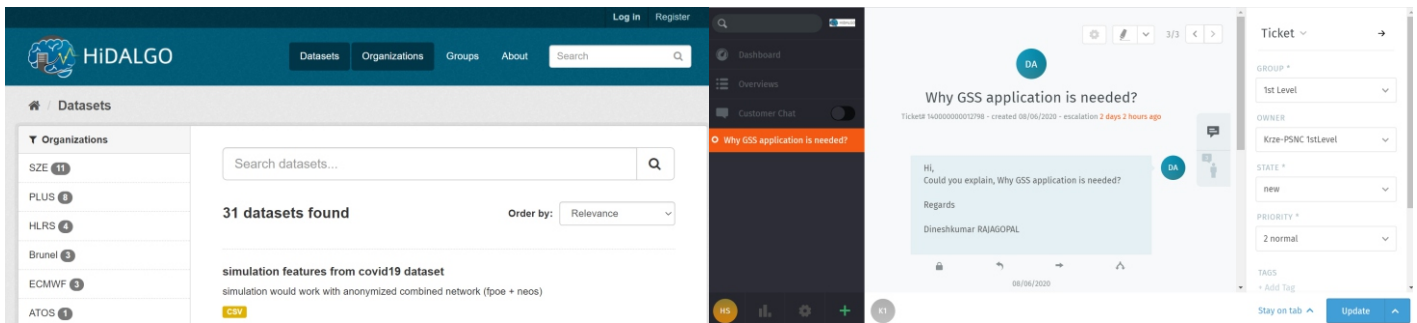 Log in Register
HiDALGO
Datasets Organizations Groups About Search
/ Datasets
Organizations
SZE 11
PLUS 8
HLRS 4
Brunel 3
ECMWF 3
ATOS 1
Search datasets...
31 datasets found
Order by: Relevance
simulation features from covid19 dataset
simulation would work with anonymized combined network (fpoe + neos)
CSV
Dashboard
Overviews
Customer Chat
Why GSS application is needed?
HS
+
3/3
DA
Why GSS application is needed?
Ticket# 140000000012798 - created 08/06/2020 - escalation 2 days 2 hours ago
DA
Hi,
Could you explain, Why GSS application is needed?
Regards
Dineshkumar RAJAGOPAL
08/06/2020
K1
Ticket
GROUP *
1st Level
OWNER
Krze-PSNC 1stLevel
STATE *
new
PRIORITY *
2 normal
TAGS
+ Add Tag
Stay on tab Update